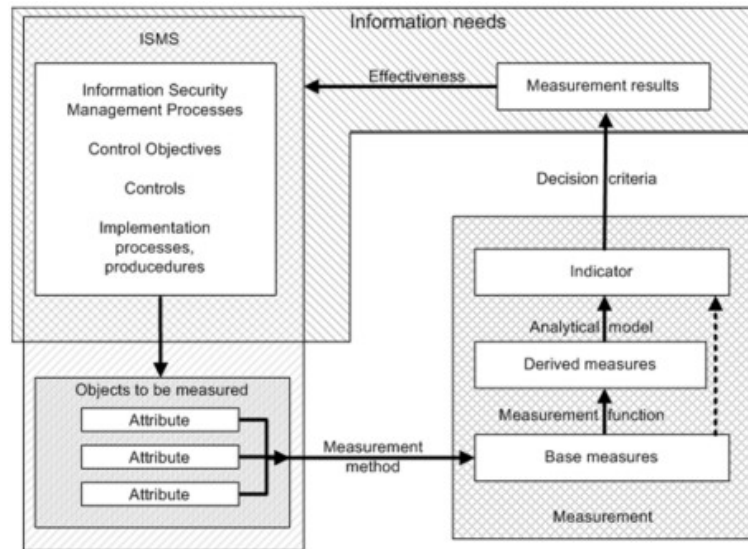 Information needs
ISMS
Information Security
Management Processes
Control Objectives
Controls
Implementation
processes,
producedures
Effectiveness
Measurement results
Decision criteria
Indicator
Analytical model
Derived measures
Measurement function
Base measures
Measurement
Objects to be measured
Attribute
Attribute
Attribute
Measurement
method